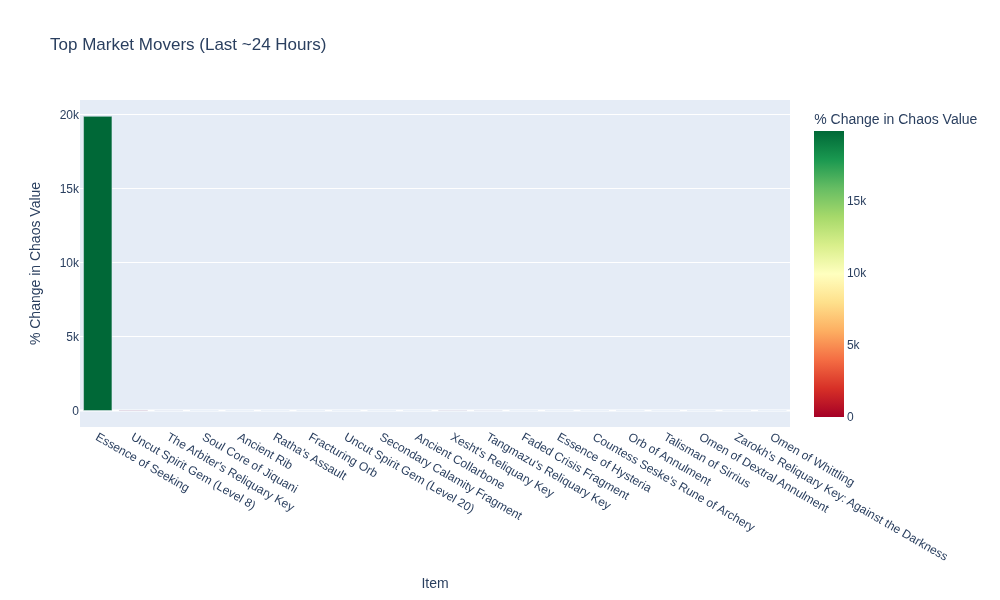 Top Market Movers (Last ~24 Hours)
% Change in Chaos Value
20k
15k
10k
5k
0
% Change in Chaos Value
15k
10k
5k
0
Essence of Seeking
Uncut Spirit Gem (Level 8)
The Arbiter's Reliquary Key
Soul Core of Jiquani
Ancient Rib
Ratha's Assault
Fracturing Orb
Uncut Spirit Gem (Level 20)
Secondary Calamity Fragment
Ancient Collarbone
Xesht's Reliquary Key
Tangmazu's Reliquary Key
Faded Crisis Fragment
Essence of Hysteria
Countess Seske's Rune of Archery
Orb of Annulment
Talisman of Sirrius
Omen of Dextral Annulment
Zarokh's Reliquary Key: Against the Darkness
Omen of Whittling
Item